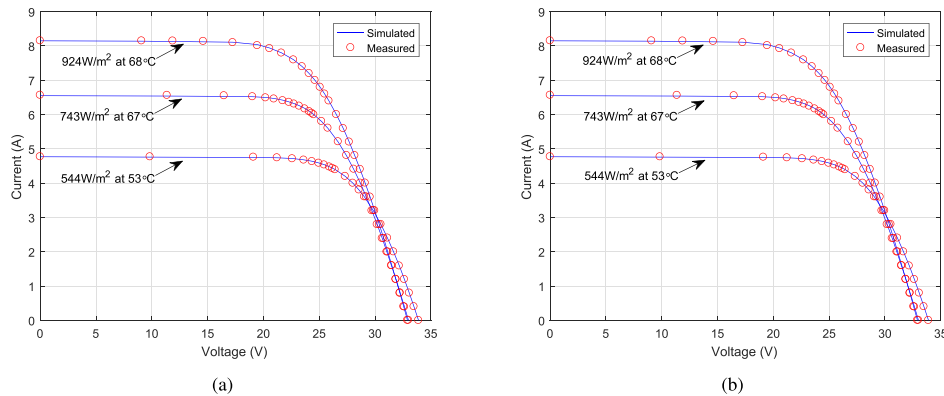 9
8
7
6
5
4
3
2
1
0
Current (A)
Simulated
Measured
924W/m² at 68°C
743W/m² at 67°C
544W/m² at 53°C
0 5 10 15 20 25 30 35
Voltage (V)
(a)
9
8
7
6
5
4
3
2
1
0
Current (A)
Simulated
Measured
924W/m² at 68°C
743W/m² at 67°C
544W/m² at 53°C
0 5 10 15 20 25 30 35
Voltage (V)
(b)